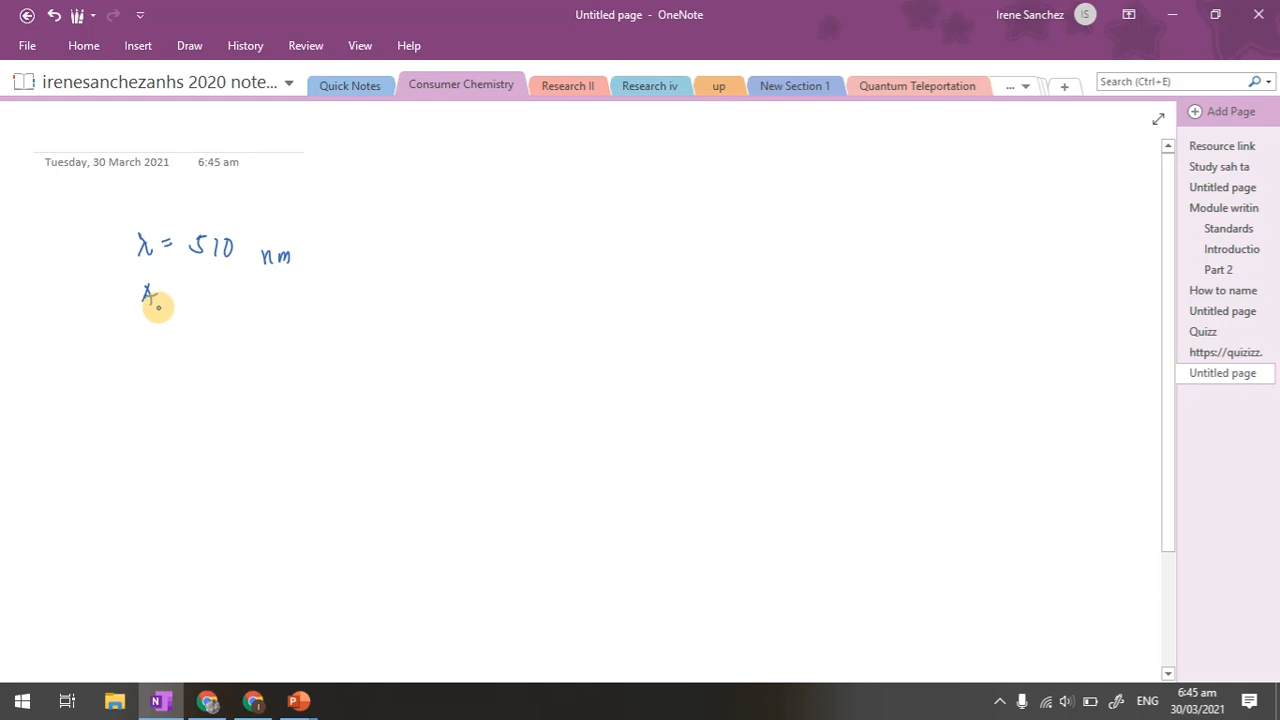 Untitled page - OneNote
Irene Sanchez IS
File Home Insert Draw History Review View Help
irenesanchezanhs 2020 note... Quick Notes Consumer Chemistry Research II Research iv up New Section 1 Quantum Teleportation ... Search (Ctrl+E)
Add Page
Tuesday, 30 March 2021 6:45 am
λ = 510 nm
A
Resource link
Study sah ta
Untitled page
Module writin
Standards
Introductio
Part 2
How to name
Untitled page
Quizz
https://quizizz.
Untitled page
ENG
6:45 am
30/03/2021